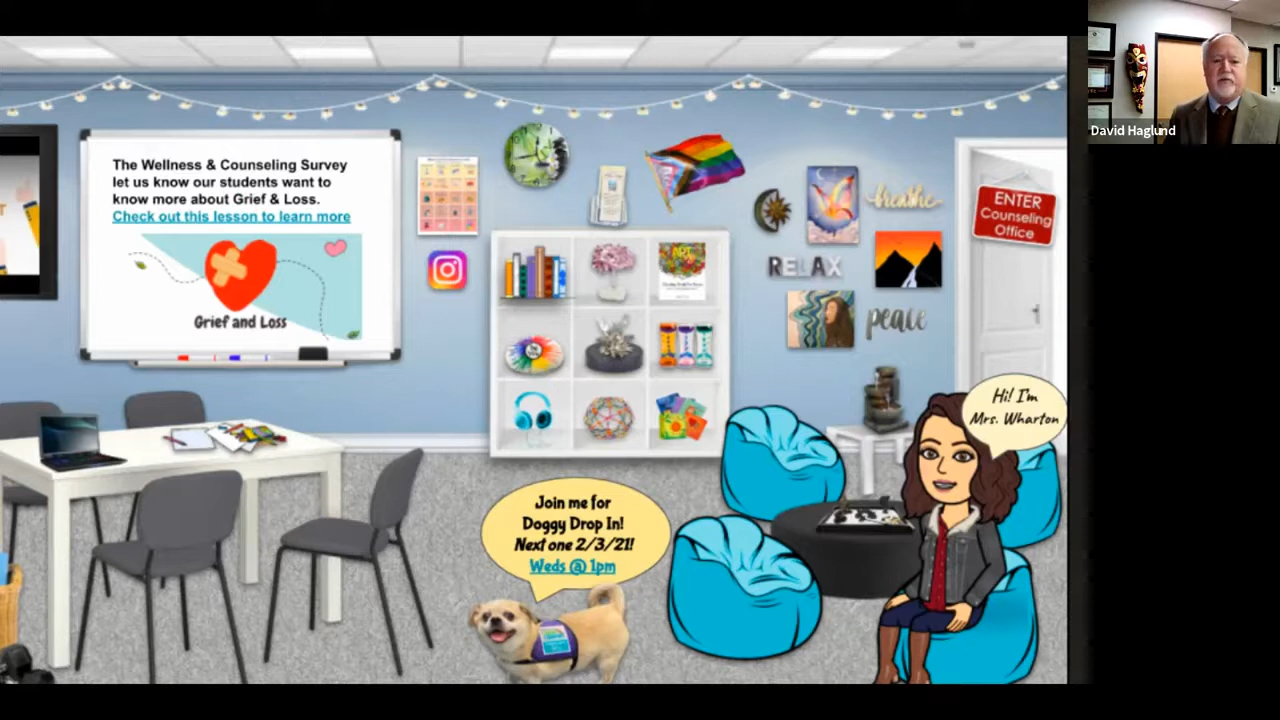 The Wellness & Counseling Survey
let us know our students want to
know more about Grief & Loss.
Check out this lesson to learn more
Grief and Loss
ART
breathe
RELAX
peace
ENTER
Counseling
Office
Hi! I'm
Mrs. Wharton
Join me for
Doggy Drop In!
Next one 2/3/21!
Weds @ 1pm
David Haglund